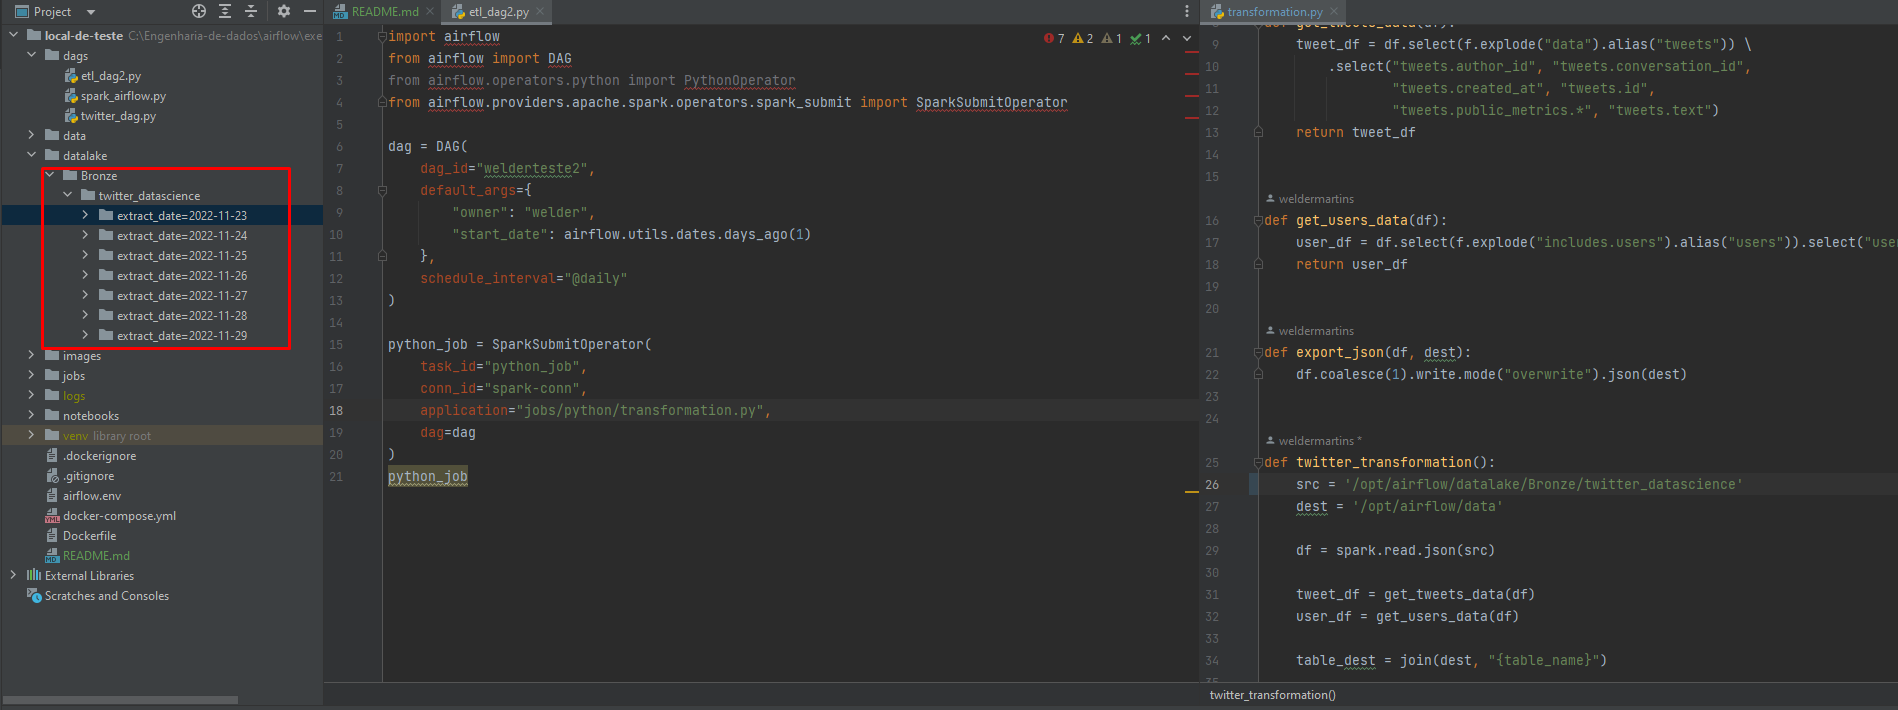 Project
local-de-teste C:\Engenharia-de-dados\airflow\exe
dags
etl_dag2.py
spark_airflow.py
twitter_dag.py
data
datalake
Bronze
twitter_datascience
extract_date=2022-11-23
extract_date=2022-11-24
extract_date=2022-11-25
extract_date=2022-11-26
extract_date=2022-11-27
extract_date=2022-11-28
extract_date=2022-11-29
images
jobs
logs
notebooks
venv library root
.dockerignore
.gitignore
airflow.env
docker-compose.yml
Dockerfile
README.md
External Libraries
Scratches and Consoles
README.md
etl_dag2.py
7 2 1 1
1 import airflow
2 from airflow import DAG
3 from airflow.operators.python import PythonOperator
4 from airflow.providers.apache.spark.operators.spark_submit import SparkSubmitOperator
5
6 dag = DAG(
7 dag_id="welderteste2",
8 default_args={
9 "owner": "welder",
10 "start_date": airflow.utils.dates.days_ago(1)
11 },
12 schedule_interval="@daily"
13 )
14
15 python_job = SparkSubmitOperator(
16 task_id="python_job",
17 conn_id="spark-conn",
18 application="jobs/python/transformation.py",
19 dag=dag
20 )
21 python_job
transformation.py
def get_tweets_data(df):
9 tweet_df = df.select(f.explode("data").alias("tweets")) \
10 .select("tweets.author_id", "tweets.conversation_id",
11 "tweets.created_at", "tweets.id",
12 "tweets.public_metrics.*", "tweets.text")
13 return tweet_df
14
15
weldermartins
16 def get_users_data(df):
17 user_df = df.select(f.explode("includes.users").alias("users")).select("use
18 return user_df
19
20
weldermartins
21 def export_json(df, dest):
22 df.coalesce(1).write.mode("overwrite").json(dest)
23
24
weldermartins *
25 def twitter_transformation():
26 src = '/opt/airflow/datalake/Bronze/twitter_datascience'
27 dest = '/opt/airflow/data'
28
29 df = spark.read.json(src)
30
31 tweet_df = get_tweets_data(df)
32 user_df = get_users_data(df)
33
34 table_dest = join(dest, "{table_name}")
35
twitter_transformation()